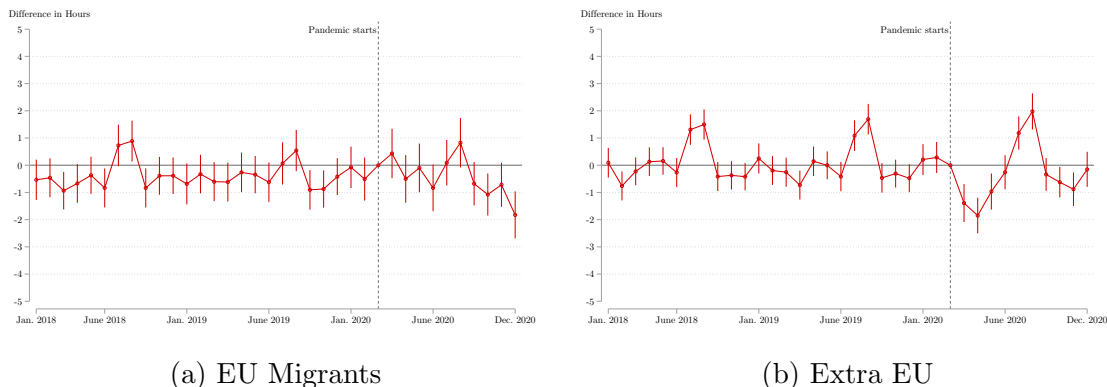 Difference in Hours
Pandemic starts
5
4
3
2
1
0
-1
-2
-3
-4
-5
Jan. 2018 June 2018 Jan. 2019 June 2019 Jan. 2020 June 2020 Dec. 2020
(a) EU Migrants
Difference in Hours
Pandemic starts
5
4
3
2
1
0
-1
-2
-3
-4
-5
Jan. 2018 June 2018 Jan. 2019 June 2019 Jan. 2020 June 2020 Dec. 2020
(b) Extra EU